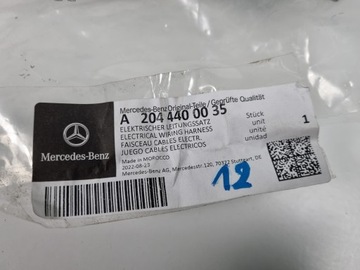 Mercedes-Benz Original-Teile / Geprüfte Qualität
A 204 440 00 35
ELEKTRISCHER LEITUNGSSATZ
ELECTRICAL WIRING HARNESS
FAISCEAU CABLES ELECTR.
JUEGO CABLES ELECTRICOS
Stück
unit
unité
unidad
1
Mercedes-Benz
Made in MOROCCO
2022-08-23
Mercedes-Benz AG, Mercedesstr.120, 70372 Stuttgart, DE
12